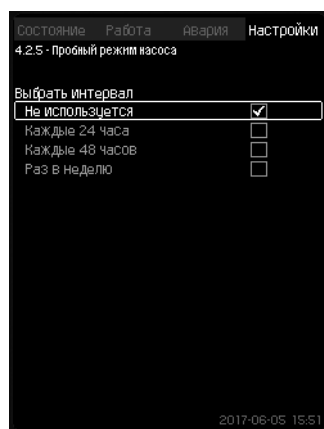 Состояние Работа Авария Настройки
4.2.5 - Пробный режим насоса
Выбрать интервал
Не используется
Каждые 24 часа
Каждые 48 часов
Раз в неделю
2017-06-05 15:51